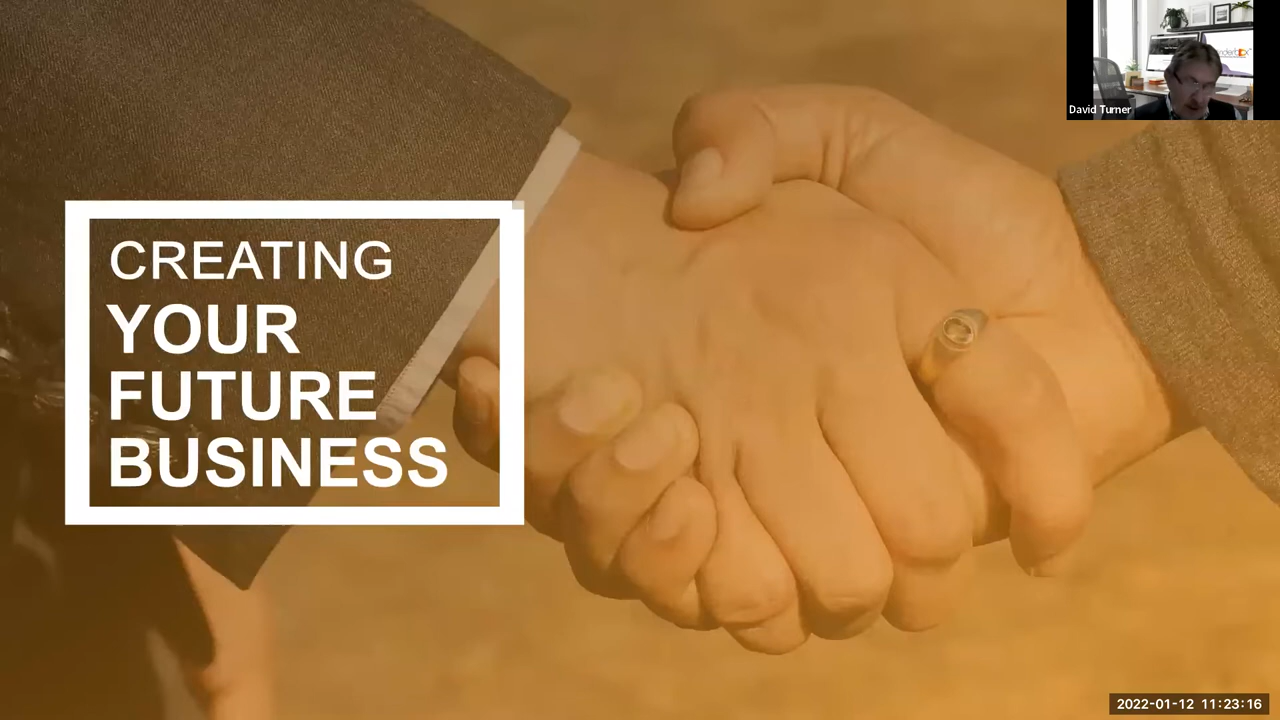 CREATING
YOUR
FUTURE
BUSINESS
David Turner
2022-01-12 11:23:16